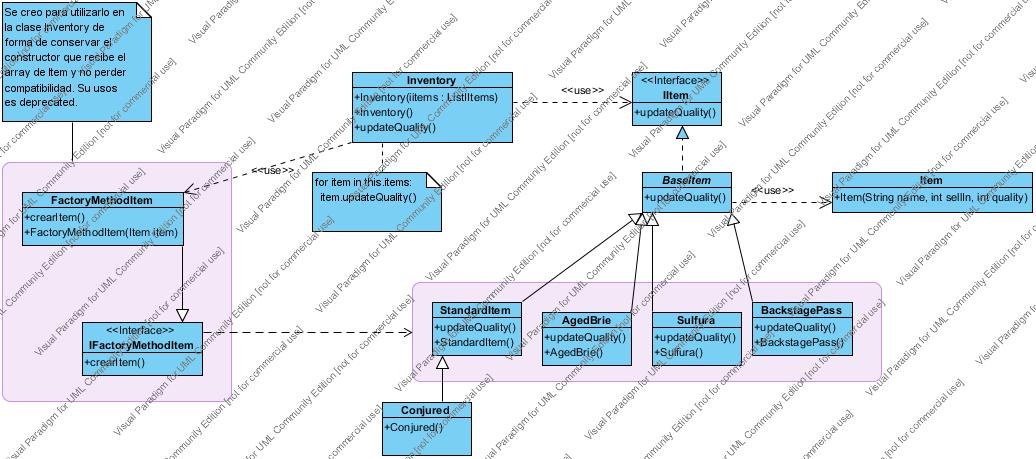 Se creo para utilizarlo en
la clase Inventory de
forma de conservar el
constructor que recibe el
array de Item y no perder
compatibilidad. Su usos
es deprecated.
Inventory
+Inventory(iitems : ListItems)
+Inventory()
+updateQuality()
<<use>>
<<Interface>>
IItem
+updateQuality()
<<use>>
for item in this.items:
item.updateQuality()
FactoryMethodItem
+crearItem()
+FactoryMethodItem(Item item)
BaseItem
+updateQuality()
<<use>>
Item
+Item(String name, int sellIn, int quality)
<<Interface>>
IFactoryMethodItem
+crearItem()
StandardItem
+updateQuality()
+StandardItem()
AgedBrie
+updateQuality()
+AgedBrie()
Sulfura
+updateQuality()
+Sulfura()
BackstagePass
+updateQuality()
+BackstagePass()
Conjured
+Conjured()
Visual Paradigm for UML Community Edition [not for commercial use]